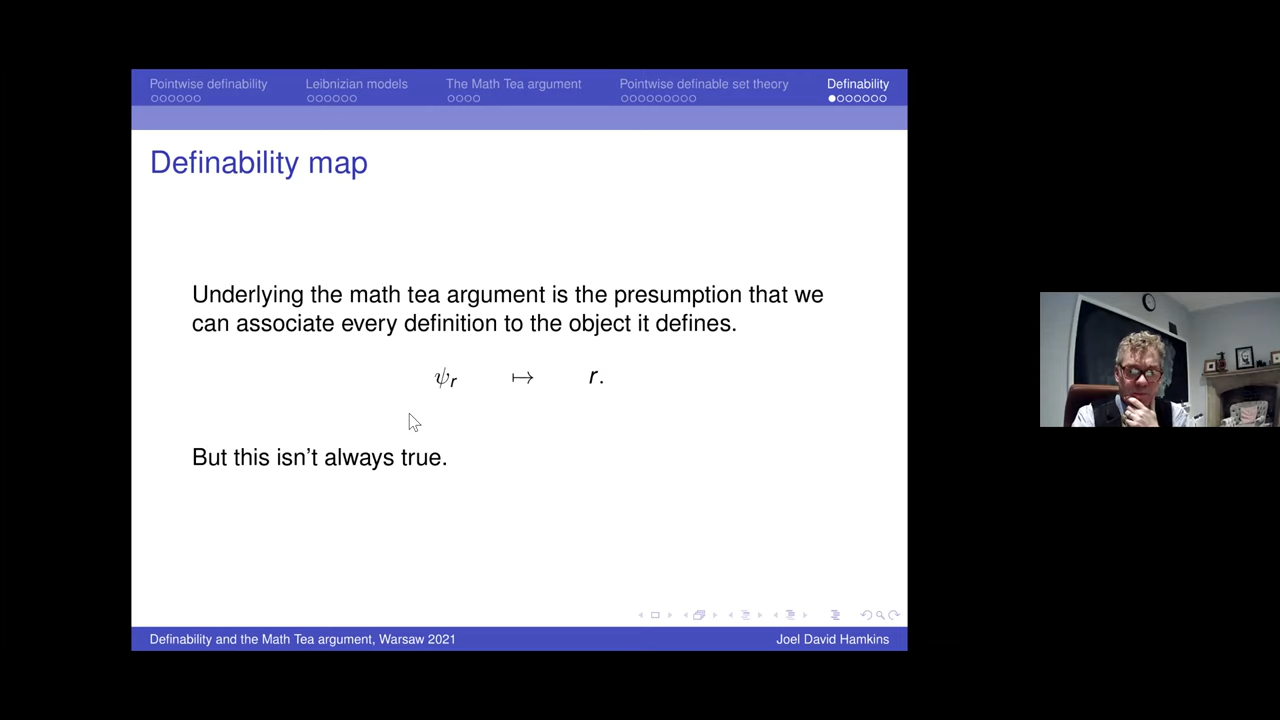 Pointwise definability Leibnizian models The Math Tea argument Pointwise definable set theory Definability
Definability map
Underlying the math tea argument is the presumption that we
can associate every definition to the object it defines.
ψ_r ↦ r.
But this isn't always true.
Definability and the Math Tea argument, Warsaw 2021 Joel David Hamkins